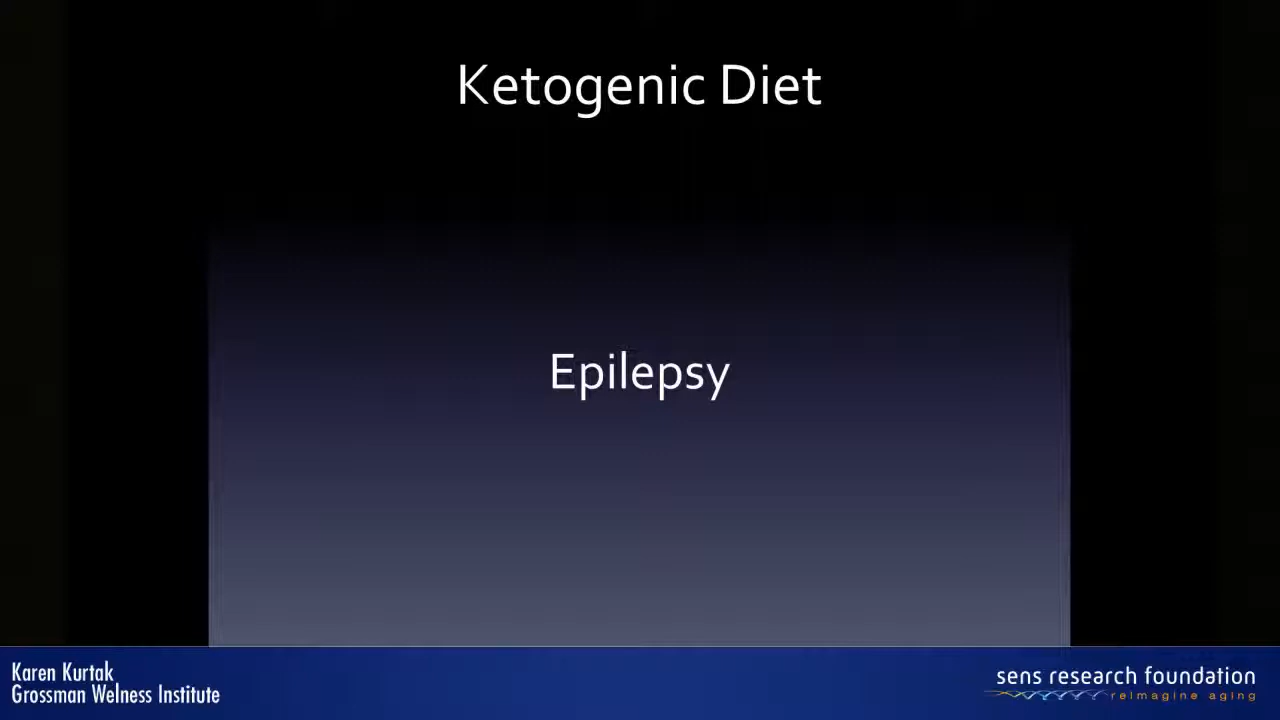 Ketogenic Diet
Epilepsy
Karen Kurtak
Grossman Welness Institute
sens research foundation
reimagine aging